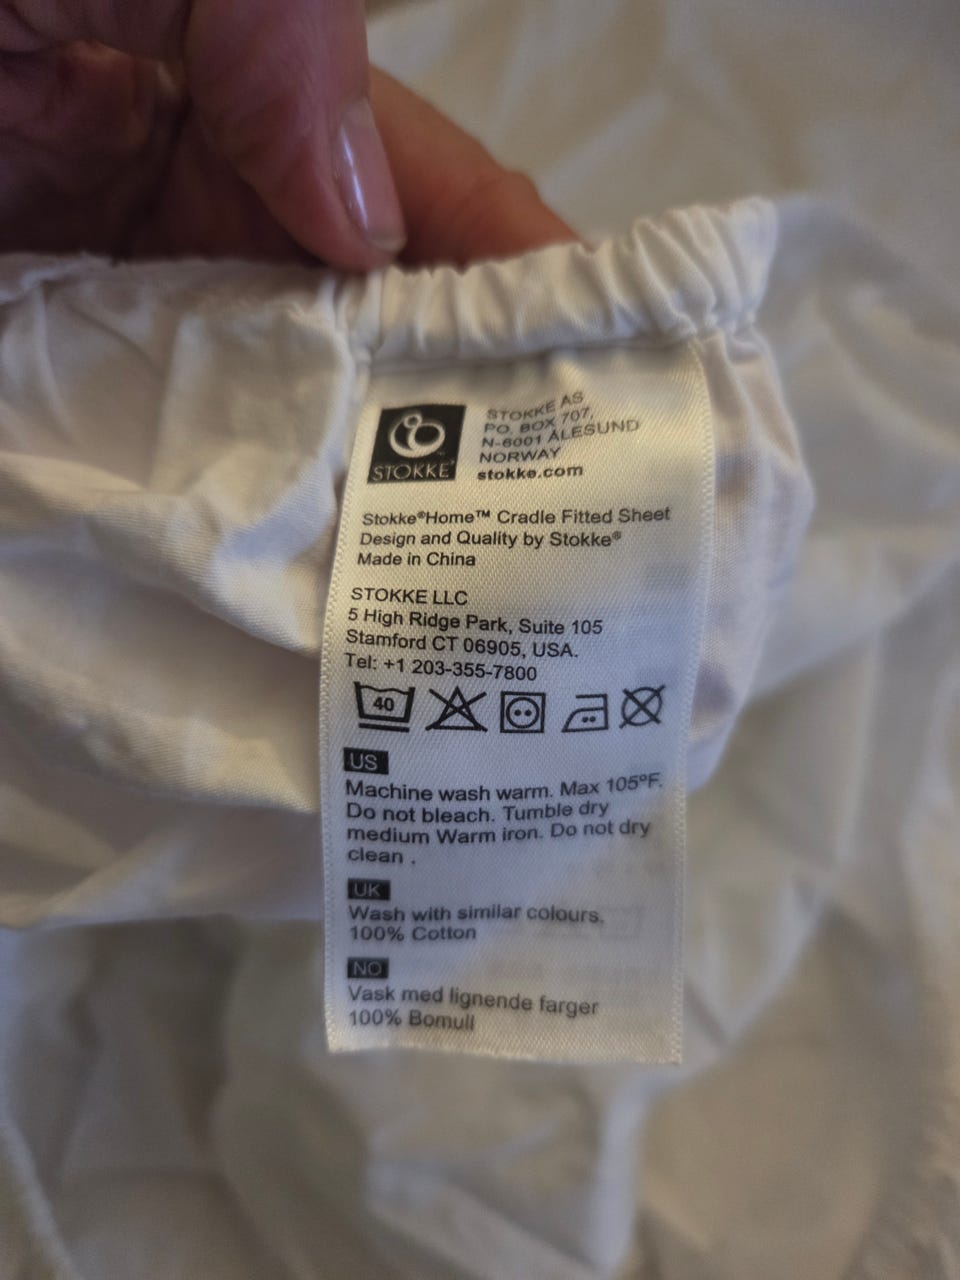 STOKKE
STOKKE AS
PO. BOX 707,
N-6001 ÅLESUND
NORWAY
stokke.com
Stokke®Home™ Cradle Fitted Sheet
Design and Quality by Stokke®
Made in China
STOKKE LLC
5 High Ridge Park, Suite 105
Stamford CT 06905, USA.
Tel: +1 203-355-7800
40
US
Machine wash warm. Max 105ºF.
Do not bleach. Tumble dry
medium Warm iron. Do not dry
clean .
UK
Wash with similar colours.
100% Cotton
NO
Vask med lignende farger
100% Bomull